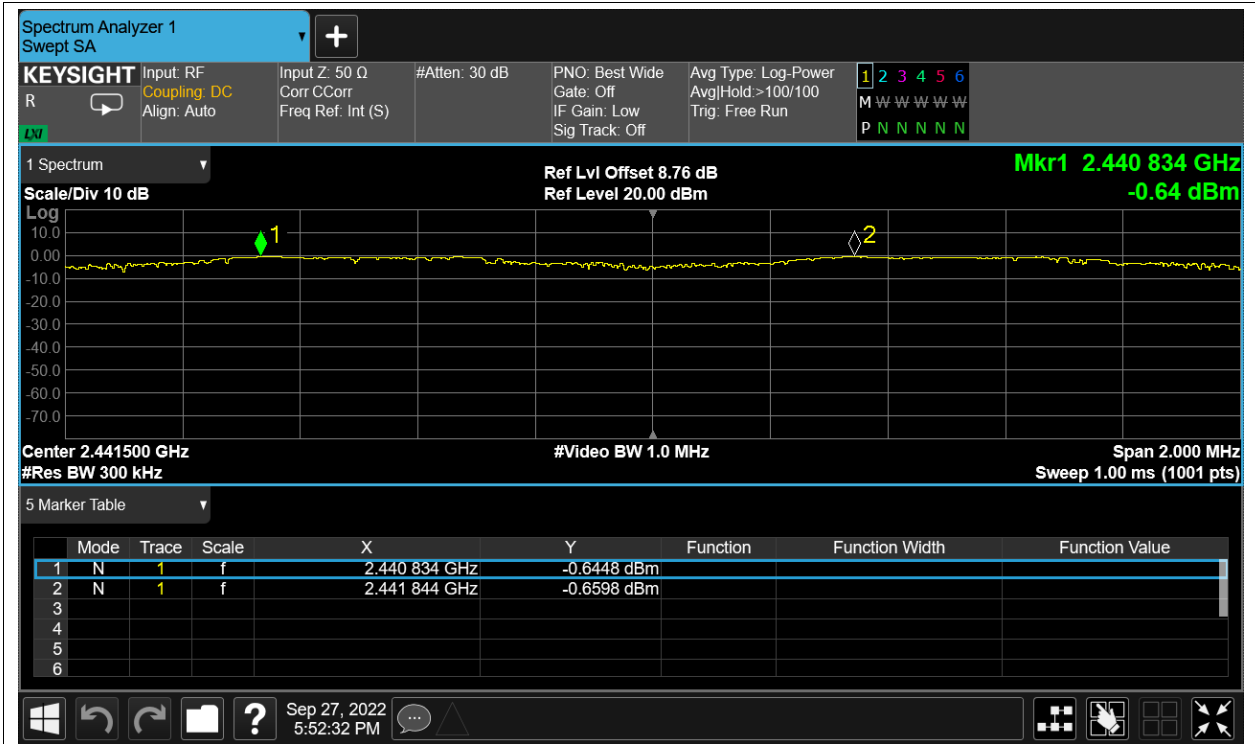 Spectrum Analyzer 1
Swept SA
KEYSIGHT
R
LXI
Input: RF
Coupling: DC
Align: Auto
Input Z: 50 Ω
Corr CCorr
Freq Ref: Int (S)
#Atten: 30 dB
PNO: Best Wide
Gate: Off
IF Gain: Low
Sig Track: Off
Avg Type: Log-Power
Avg|Hold:>100/100
Trig: Free Run
1 2 3 4 5 6
M W W W W W
P N N N N N
1 Spectrum
Scale/Div 10 dB
Ref Lvl Offset 8.76 dB
Ref Level 20.00 dBm
Mkr1 2.440 834 GHz
-0.64 dBm
Log
10.0
0.00
-10.0
-20.0
-30.0
-40.0
-50.0
-60.0
-70.0
1
2
Center 2.441500 GHz
#Video BW 1.0 MHz
Span 2.000 MHz
#Res BW 300 kHz
Sweep 1.00 ms (1001 pts)
5 Marker Table
Mode Trace Scale X Y Function Function Width Function Value
1 N 1 f 2.440 834 GHz -0.6448 dBm
2 N 1 f 2.441 844 GHz -0.6598 dBm
3
4
5
6
?
Sep 27, 2022
5:52:32 PM